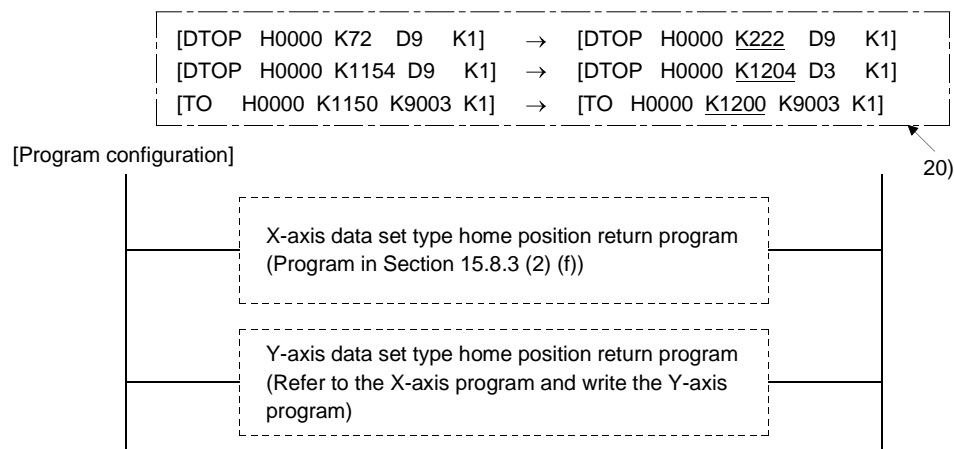 [DTOP H0000 K72 D9 K1] → [DTOP H0000 K222 D9 K1]
[DTOP H0000 K1154 D9 K1] → [DTOP H0000 K1204 D3 K1]
[TO H0000 K1150 K9003 K1] → [TO H0000 K1200 K9003 K1]
20)
[Program configuration]
X-axis data set type home position return program
(Program in Section 15.8.3 (2) (f))
Y-axis data set type home position return program
(Refer to the X-axis program and write the Y-axis
program)